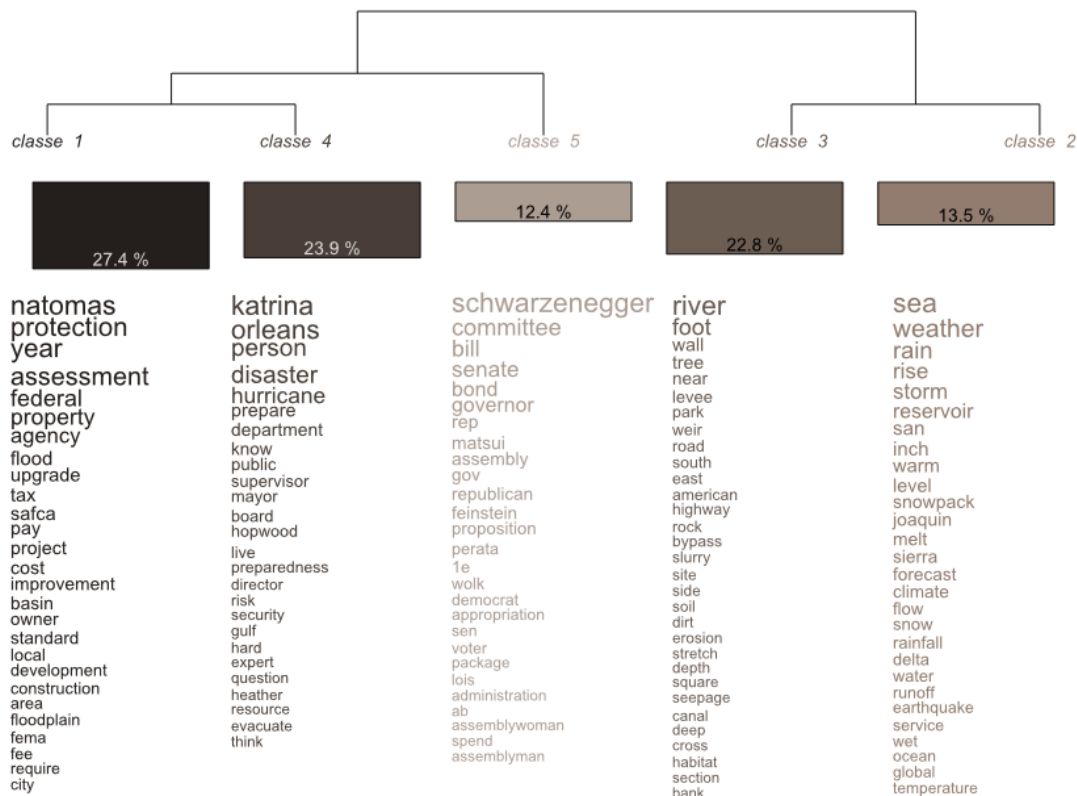 classe 1
classe 4
classe 5
classe 3
classe 2
27.4 %
23.9 %
12.4 %
22.8 %
13.5 %
natomas
protection
year
assessment
federal
property
agency
flood
upgrade
tax
safca
pay
project
cost
improvement
basin
owner
standard
local
development
construction
area
floodplain
fema
fee
require
city
katrina
orleans
person
disaster
hurricane
prepare
department
know
public
supervisor
mayor
board
hopwood
live
preparedness
director
risk
security
gulf
hard
expert
question
heather
resource
evacuate
think
schwarzenegger
committee
bill
senate
bond
governor
rep
matsui
assembly
gov
republican
feinstein
proposition
perata
1e
wolk
democrat
appropriation
sen
voter
package
lois
administration
ab
assemblywoman
spend
assemblyman
river
foot
wall
tree
near
levee
park
weir
road
south
east
american
highway
rock
bypass
slurry
site
side
soil
dirt
erosion
stretch
depth
square
seepage
canal
deep
cross
habitat
section
bank
sea
weather
rain
rise
storm
reservoir
san
inch
warm
level
snowpack
joaquin
melt
sierra
forecast
climate
flow
snow
rainfall
delta
water
runoff
earthquake
service
wet
ocean
global
temperature